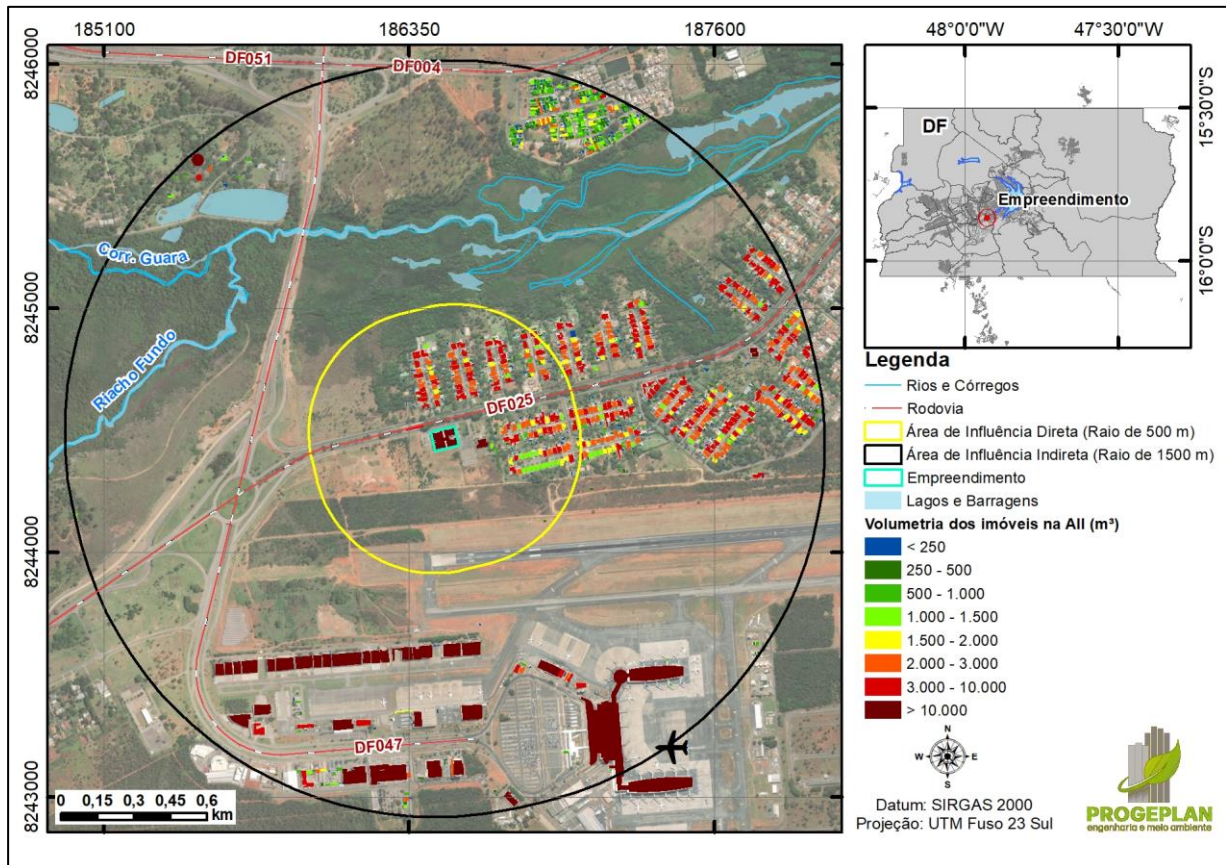 185100
186350
187600
8246000
8245000
8244000
8243000
DF051
DF004
Corr. Guara
Riacho Fundo
DF025
DF047
0 0,15 0,3 0,45 0,6
km
48°0'0"W
47°30'0"W
15°30'0"S
16°0'0"S
DF
Empreendimento
Legenda
Rios e Córregos
Rodovia
Área de Influência Direta (Raio de 500 m)
Área de Influência Indireta (Raio de 1500 m)
Empreendimento
Lagos e Barragens
Volumetria dos imóveis na AII (m³)
< 250
250 - 500
500 - 1.000
1.000 - 1.500
1.500 - 2.000
2.000 - 3.000
3.000 - 10.000
> 10.000
N
W E
S
Datum: SIRGAS 2000
Projeção: UTM Fuso 23 Sul
PROGEPLAN
engenharia e meio ambiente